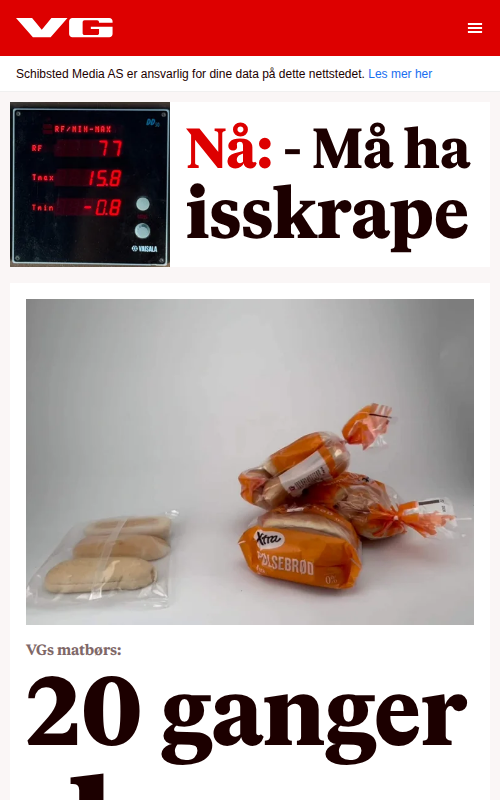 VG
Schibsted Media AS er ansvarlig for dine data på dette nettstedet. Les mer her
RF/MIN-MAX
RF 77
Tmax 15.8
Tmin -0.8
VAISALA
Nå: - Må ha
isskrape
Xtra
PØLSEBRØD
VGs matbørs:
20 ganger